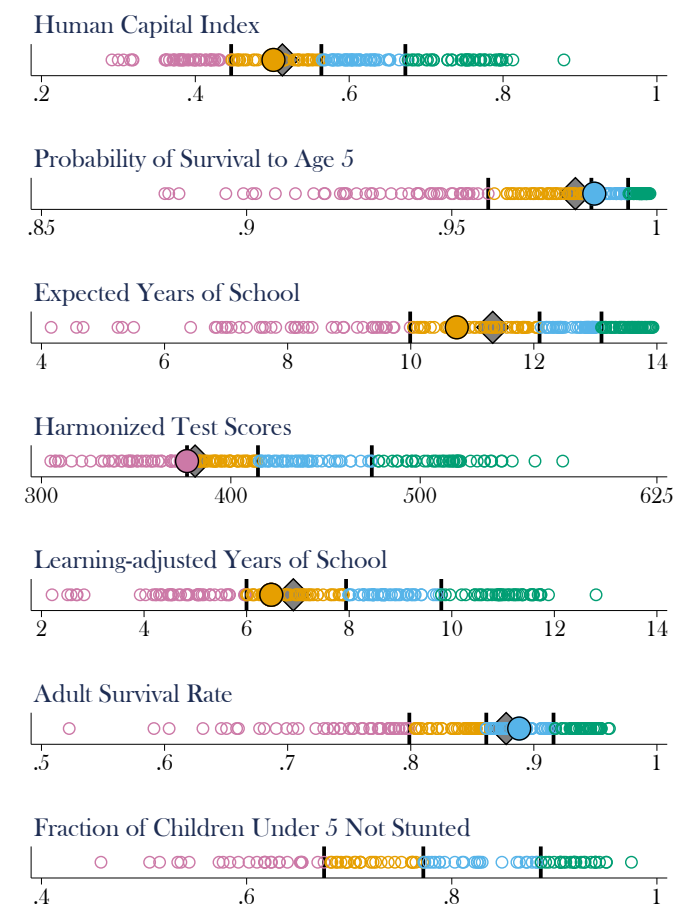 Human Capital Index
.2 .4 .6 .8 1
Probability of Survival to Age 5
.85 .9 .95 1
Expected Years of School
4 6 8 10 12 14
Harmonized Test Scores
300 400 500 625
Learning-adjusted Years of School
2 4 6 8 10 12 14
Adult Survival Rate
.5 .6 .7 .8 .9 1
Fraction of Children Under 5 Not Stunted
.4 .6 .8 1